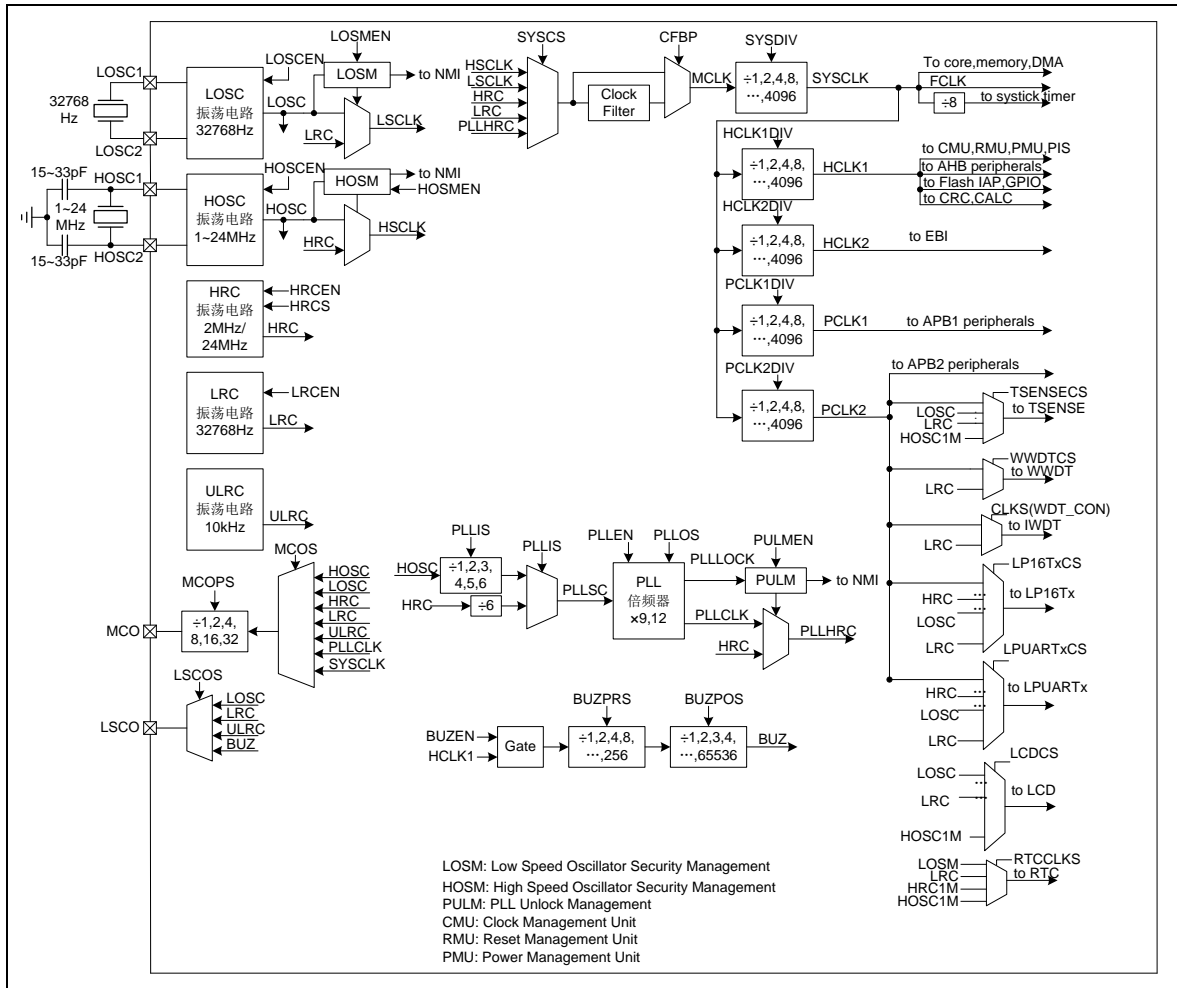 LOSMEN
LOSC1
LOSCEN
LOSM
to NMI
32768
Hz
LOSC
振荡电路
32768Hz
LOSC
LRC
LSCLK
LOSC2
15~33pF
HOSC1
1~24
MHz
15~33pF
HOSC2
HOSCEN
HOSM
to NMI
HOSMEN
HOSC
振荡电路
1~24MHz
HOSC
HRC
HSCLK
HRC
振荡电路
2MHz/
24MHz
HRCEN
HRCS
HRC
LRC
振荡电路
32768Hz
LRCEN
LRC
ULRC
振荡电路
10kHz
ULRC
SYSCS
HSCLK
LSCLK
HRC
LRC
PLLHRC
Clock
Filter
CFBP
MCLK
SYSDIV
÷1,2,4,8,
…,4096
SYSCLK
To core,memory,DMA
FCLK
÷8
to systick timer
HCLK1DIV
÷1,2,4,8,
…,4096
HCLK1
to CMU,RMU,PMU,PIS
to AHB peripherals
to Flash IAP,GPIO
to CRC,CALC
HCLK2DIV
÷1,2,4,8,
…,4096
HCLK2
to EBI
PCLK1DIV
÷1,2,4,8,
…,4096
PCLK1
to APB1 peripherals
PCLK2DIV
÷1,2,4,8,
…,4096
PCLK2
to APB2 peripherals
TSENSECS
LOSC
LRC
HOSC1M
to TSENSE
WWDTCS
to WWDT
LRC
CLKS(WDT_CON)
to IWDT
LRC
LP16TxCS
HRC
LOSC
LRC
to LP16Tx
LPUARTxCS
HRC
LOSC
LRC
to LPUARTx
LCDCS
LOSC
LRC
HOSC1M
to LCD
RTCCLKS
LOSM
LRC
HRC1M
HOSC1M
to RTC
MCOS
HOSC
LOSC
HRC
LRC
ULRC
PLLCLK
SYSCLK
MCOPS
÷1,2,4,
8,16,32
MCO
LSCOS
LOSC
LRC
ULRC
BUZ
LSCO
PLLIS
HOSC
÷1,2,3,
4,5,6
HRC
÷6
PLLIS
PLLSC
PLLEN
PLLOS
PLL
倍频器
×9,12
PLLLOCK
PLLCLK
PULMEN
PULM
to NMI
HRC
PLLHRC
BUZEN
HCLK1
Gate
BUZPRS
÷1,2,4,8,
…,256
BUZPOS
÷1,2,3,4,
…,65536
BUZ
LOSM: Low Speed Oscillator Security Management
HOSM: High Speed Oscillator Security Management
PULM: PLL Unlock Management
CMU: Clock Management Unit
RMU: Reset Management Unit
PMU: Power Management Unit